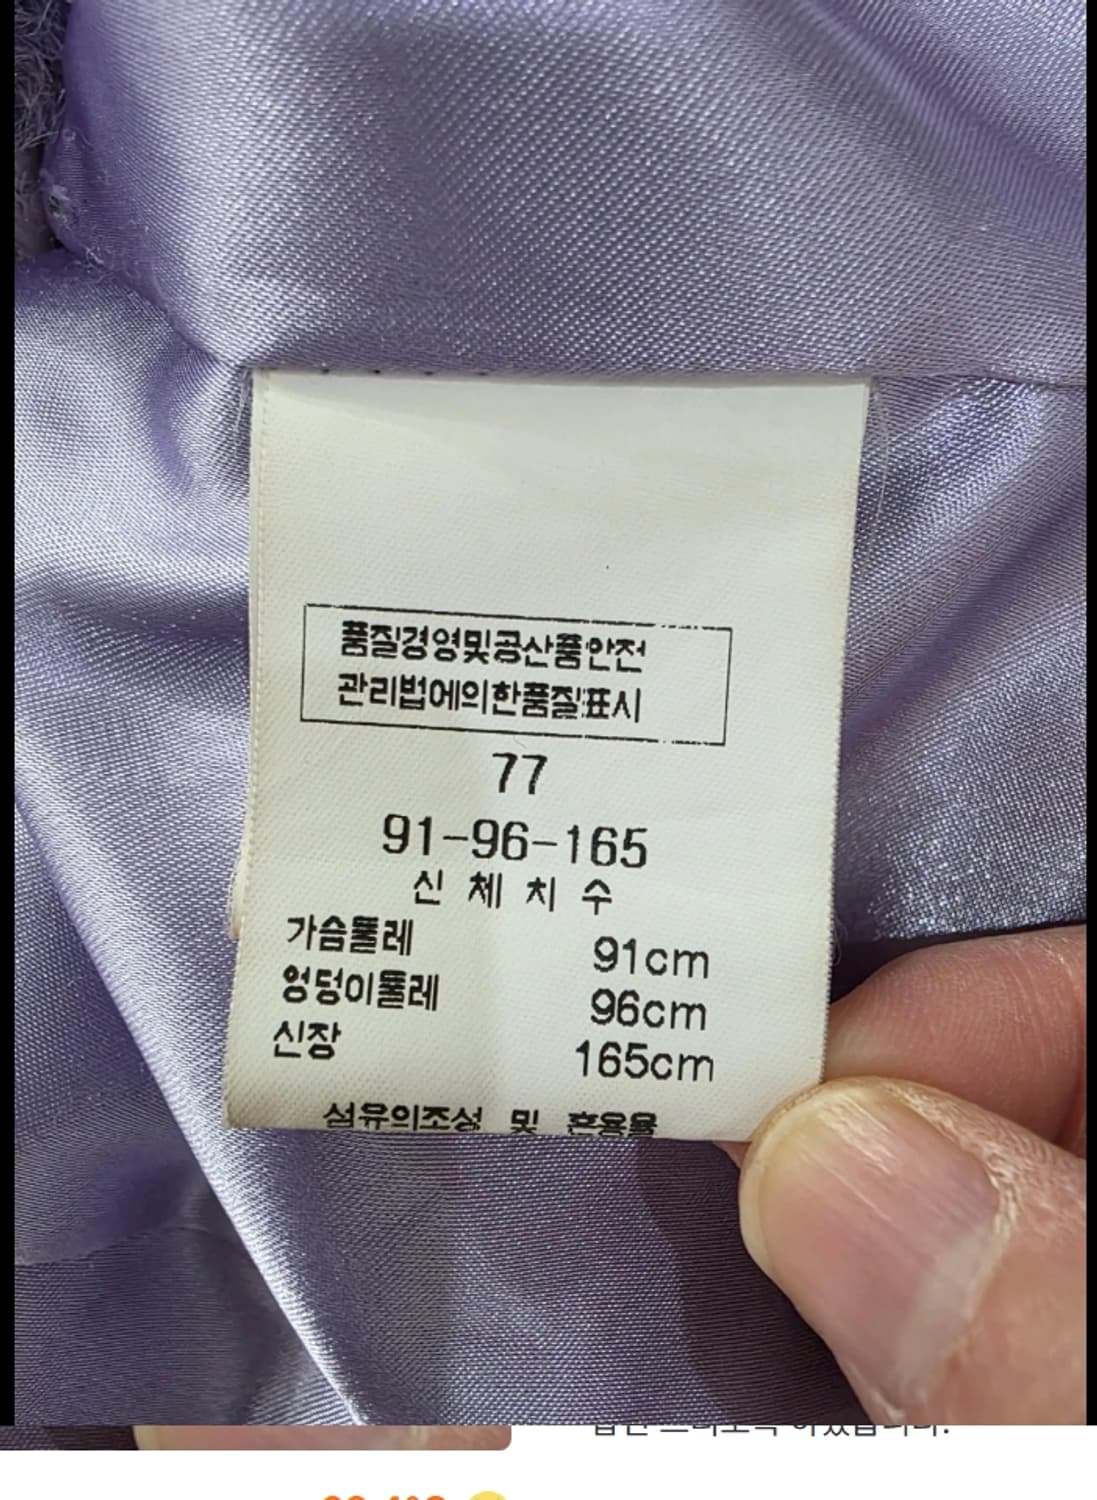 품질경영및공산품안전
관리법에의한품질표시
77
91-96-165
신 체 치 수
가슴둘레 91cm
엉덩이둘레 96cm
신장 165cm
섬유의조성 및 혼용율